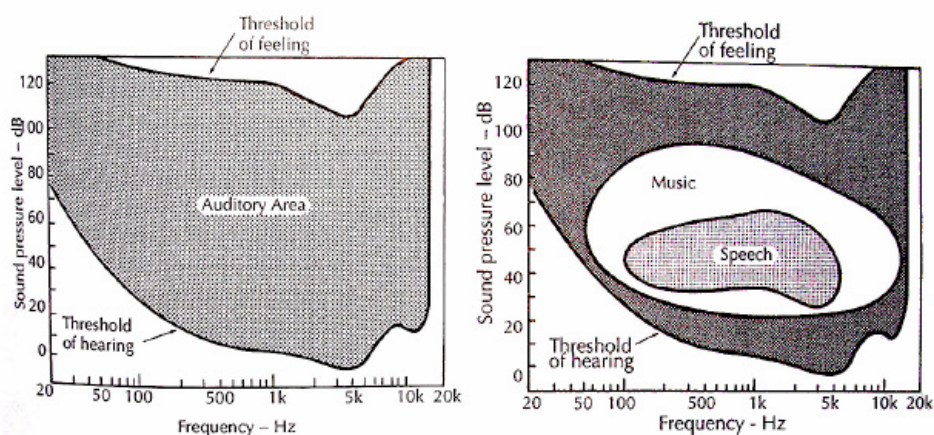 Threshold
of feeling
120
100
80
60
40
20
0
Sound pressure level – dB
Auditory Area
Threshold
of hearing
20 50 100 500 1k 5k 10k 20k
Frequency – Hz
Threshold
of feeling
120
100
80
60
40
20
0
Sound pressure level – dB
Music
Speech
Threshold
of hearing
20 50 100 500 1k 5k 10k 20k
Frequency - Hz